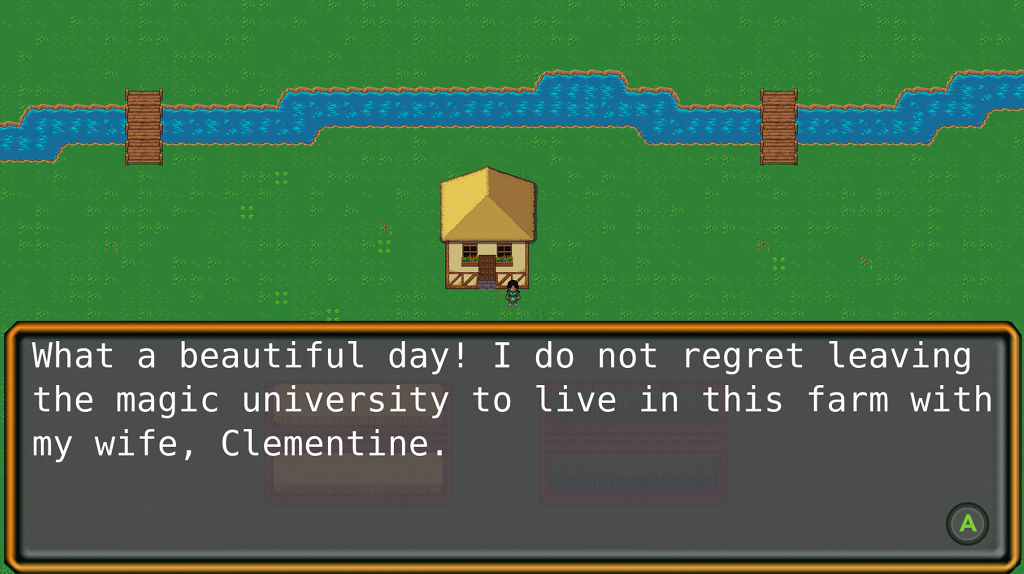 What a beautiful day! I do not regret leaving
the magic university to live in this farm with
my wife, Clementine.
A